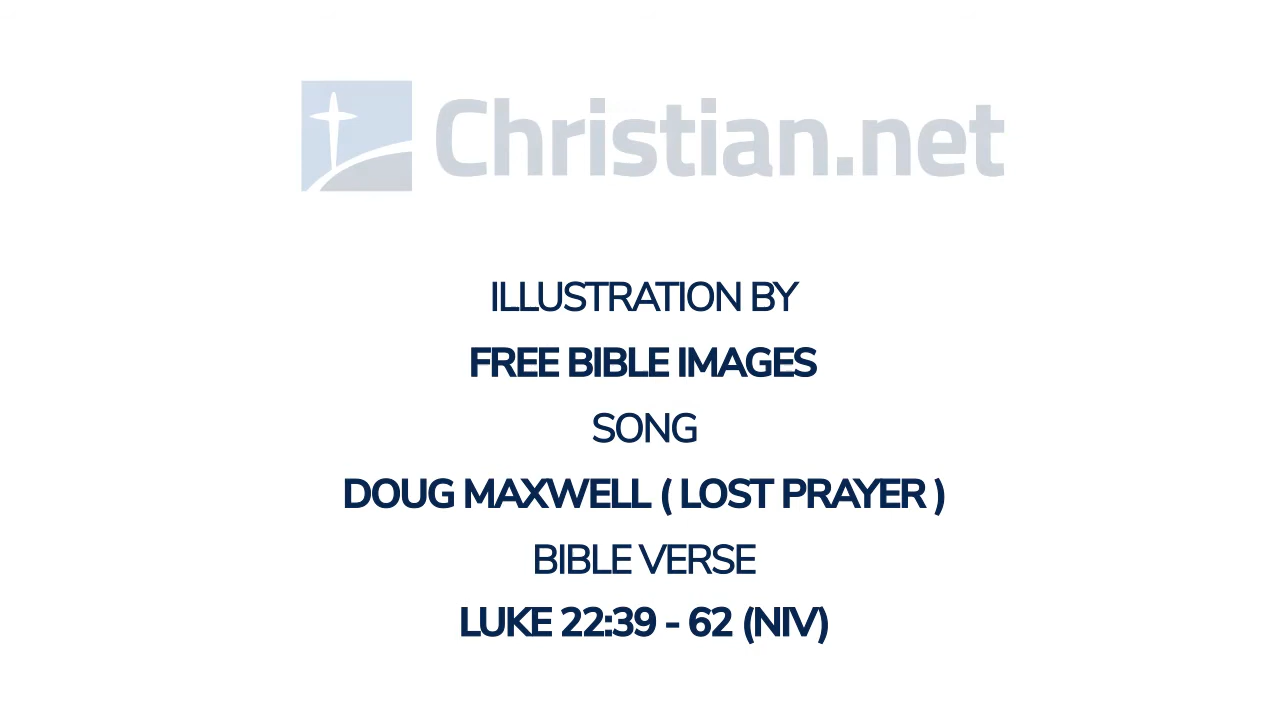 Christian.net
ILLUSTRATION BY
FREE BIBLE IMAGES
SONG
DOUG MAXWELL ( LOST PRAYER )
BIBLE VERSE
LUKE 22:39 - 62 (NIV)